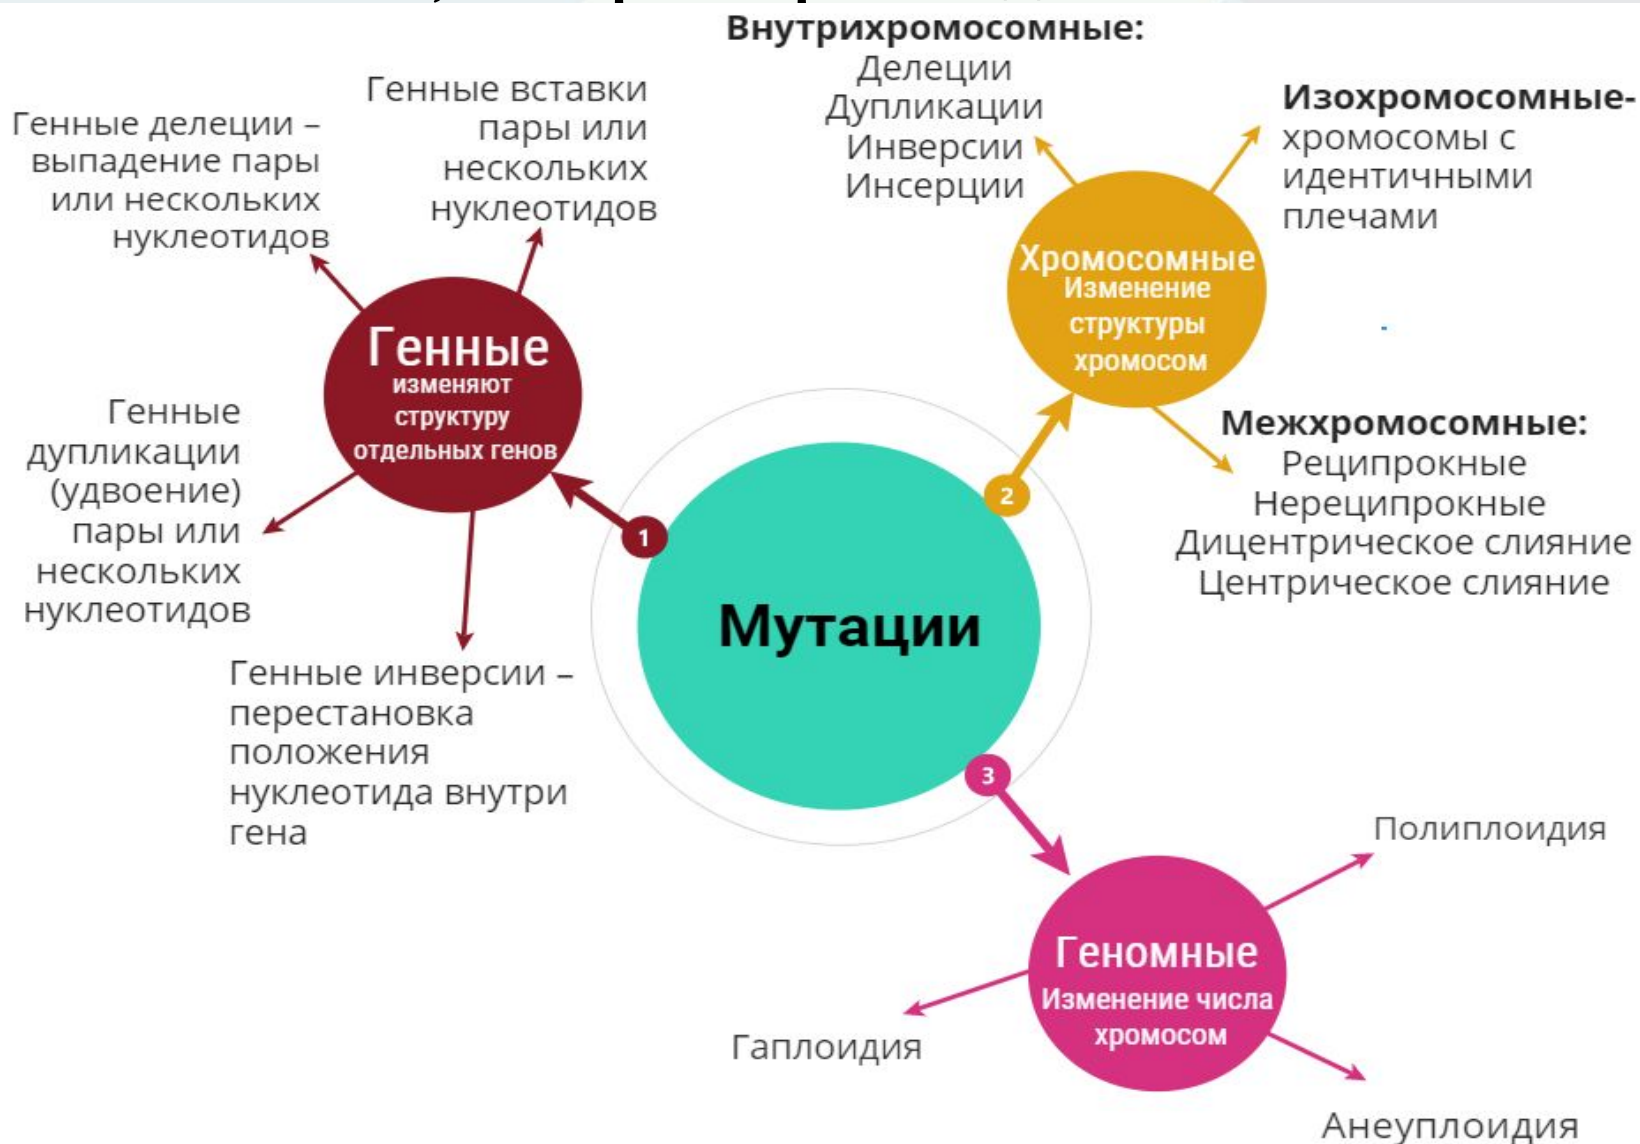 Внутрихромосомные:
Делеции
Дупликации
Инверсии
Инсерции
Изохромосомные-
хромосомы с
идентичными
плечами
Генные вставки
пары или
нескольких
нуклеотидов
Генные делеции –
выпадение пары
или нескольких
нуклеотидов
Хромосомные
Изменение
структуры
хромосом
Генные
изменяют
структуру
отдельных генов
Генные
дупликации
(удвоение)
пары или
нескольких
нуклеотидов
Межхромосомные:
Реципрокные
Нереципрокные
Дицентрическое слияние
Центрическое слияние
1
2
Мутации
Генные инверсии –
перестановка
положения
нуклеотида внутри
гена
3
Полиплоидия
Геномные
Изменение числа
хромосом
Гаплоидия
Анеуплоидия